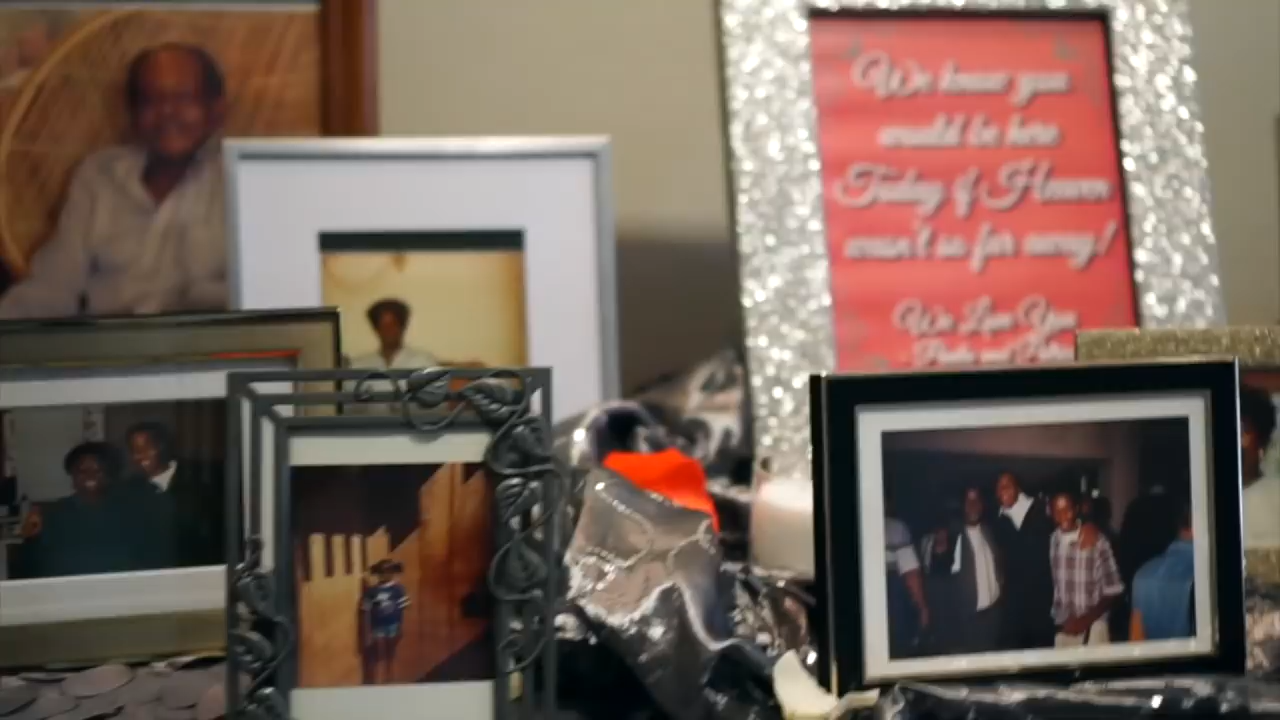 We know you
would be here
Today if Heaven
wasn't so far away!
We Love You